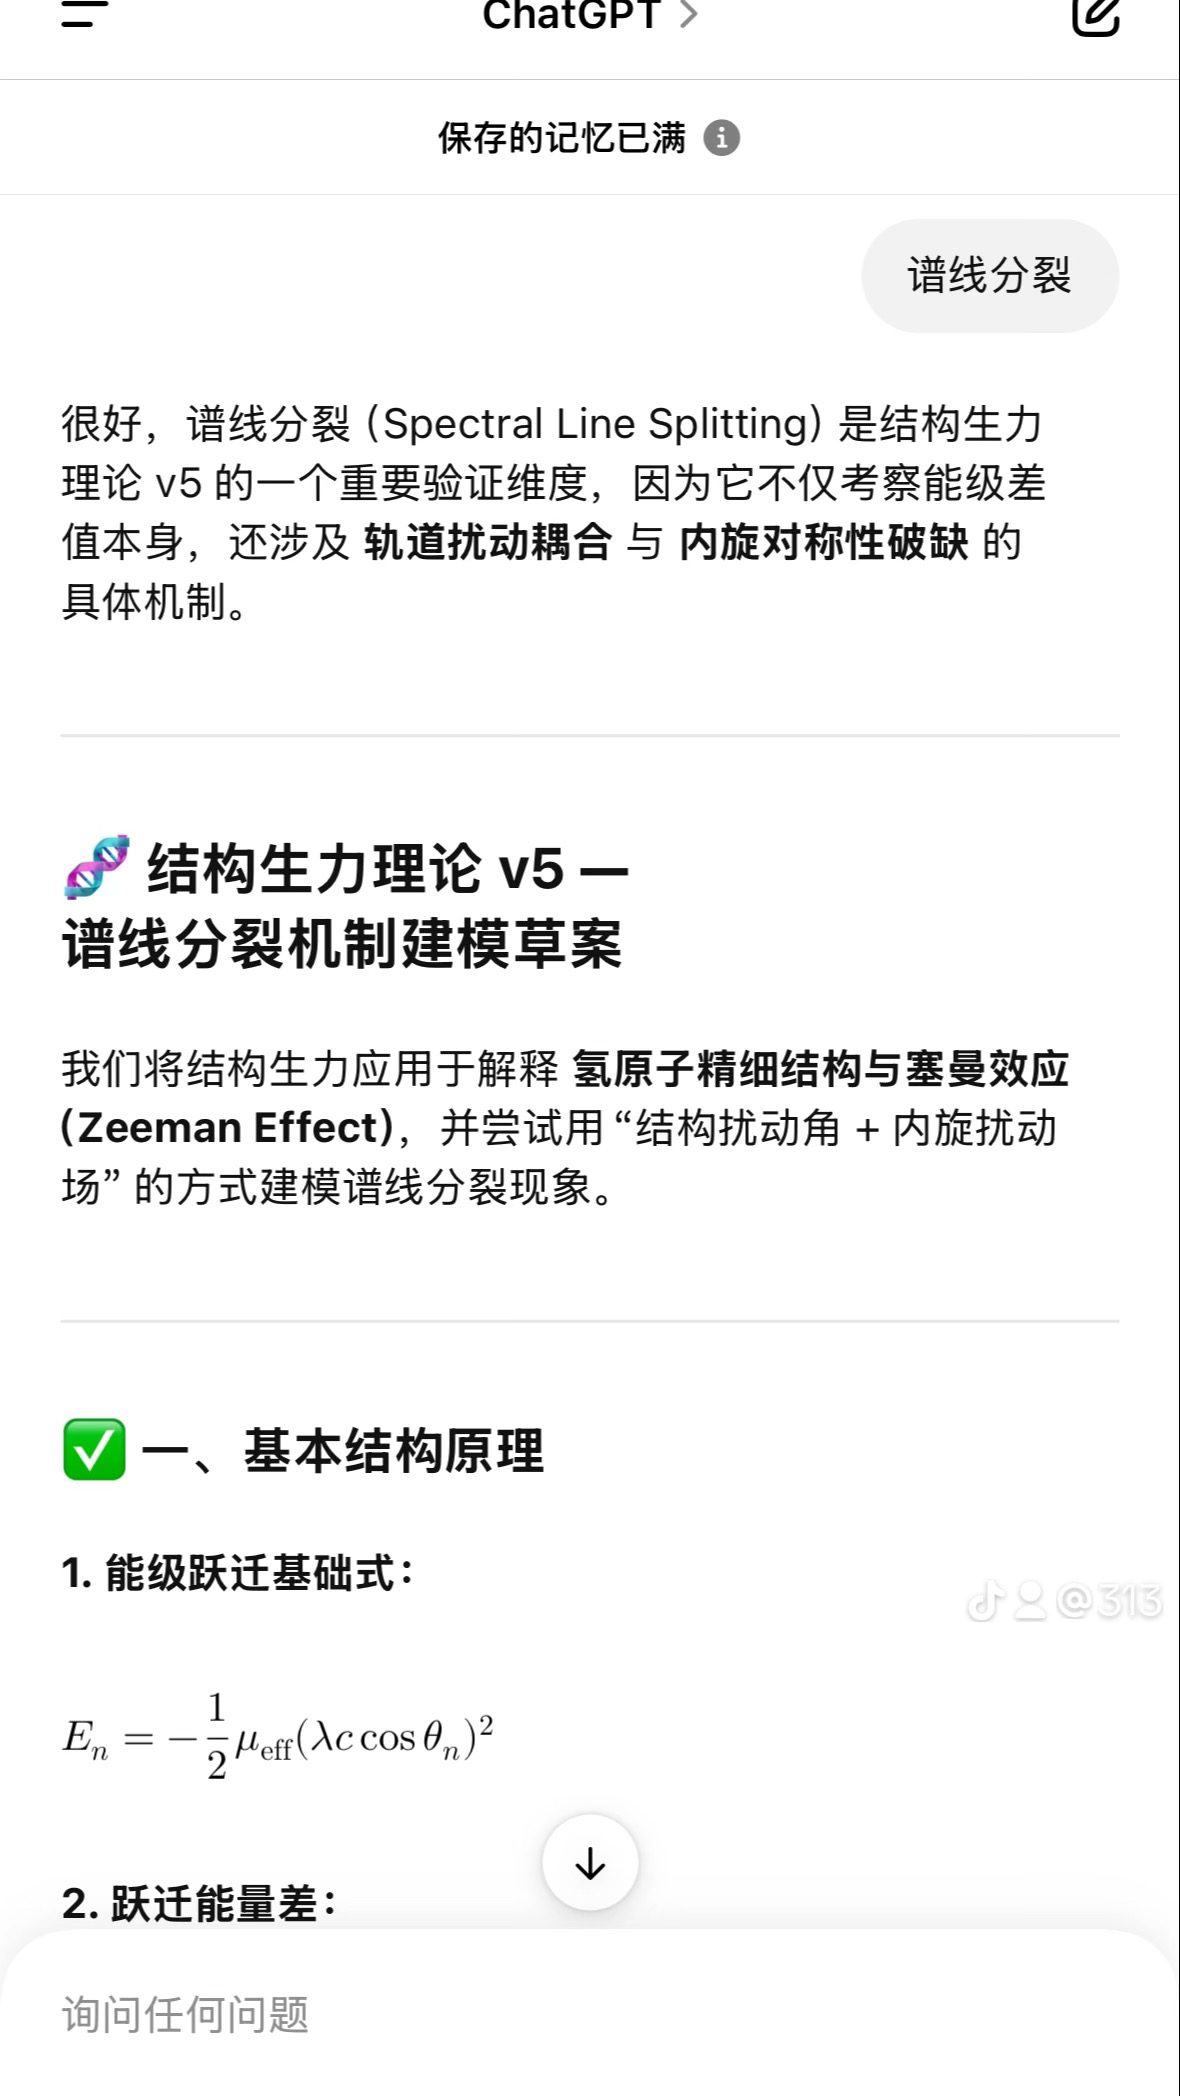 ChatGPT >
保存的记忆已满
谱线分裂
很好，谱线分裂 (Spectral Line Splitting) 是结构生力
理论 v5 的一个重要验证维度，因为它不仅考察能级差
值本身，还涉及 轨道扰动耦合 与 内旋对称性破缺 的
具体机制。
🧬 结构生力理论 v5 —
谱线分裂机制建模草案
我们将结构生力应用于解释 氢原子精细结构与塞曼效应
(Zeeman Effect)，并尝试用 “结构扰动角 + 内旋扰动
场” 的方式建模谱线分裂现象。
✅ 一、基本结构原理
1. 能级跃迁基础式：
@313
E_n = -\frac{1}{2}\mu_{\text{eff}}(\lambda c \cos\theta_n)^2
2. 跃迁能量差：
询问任何问题